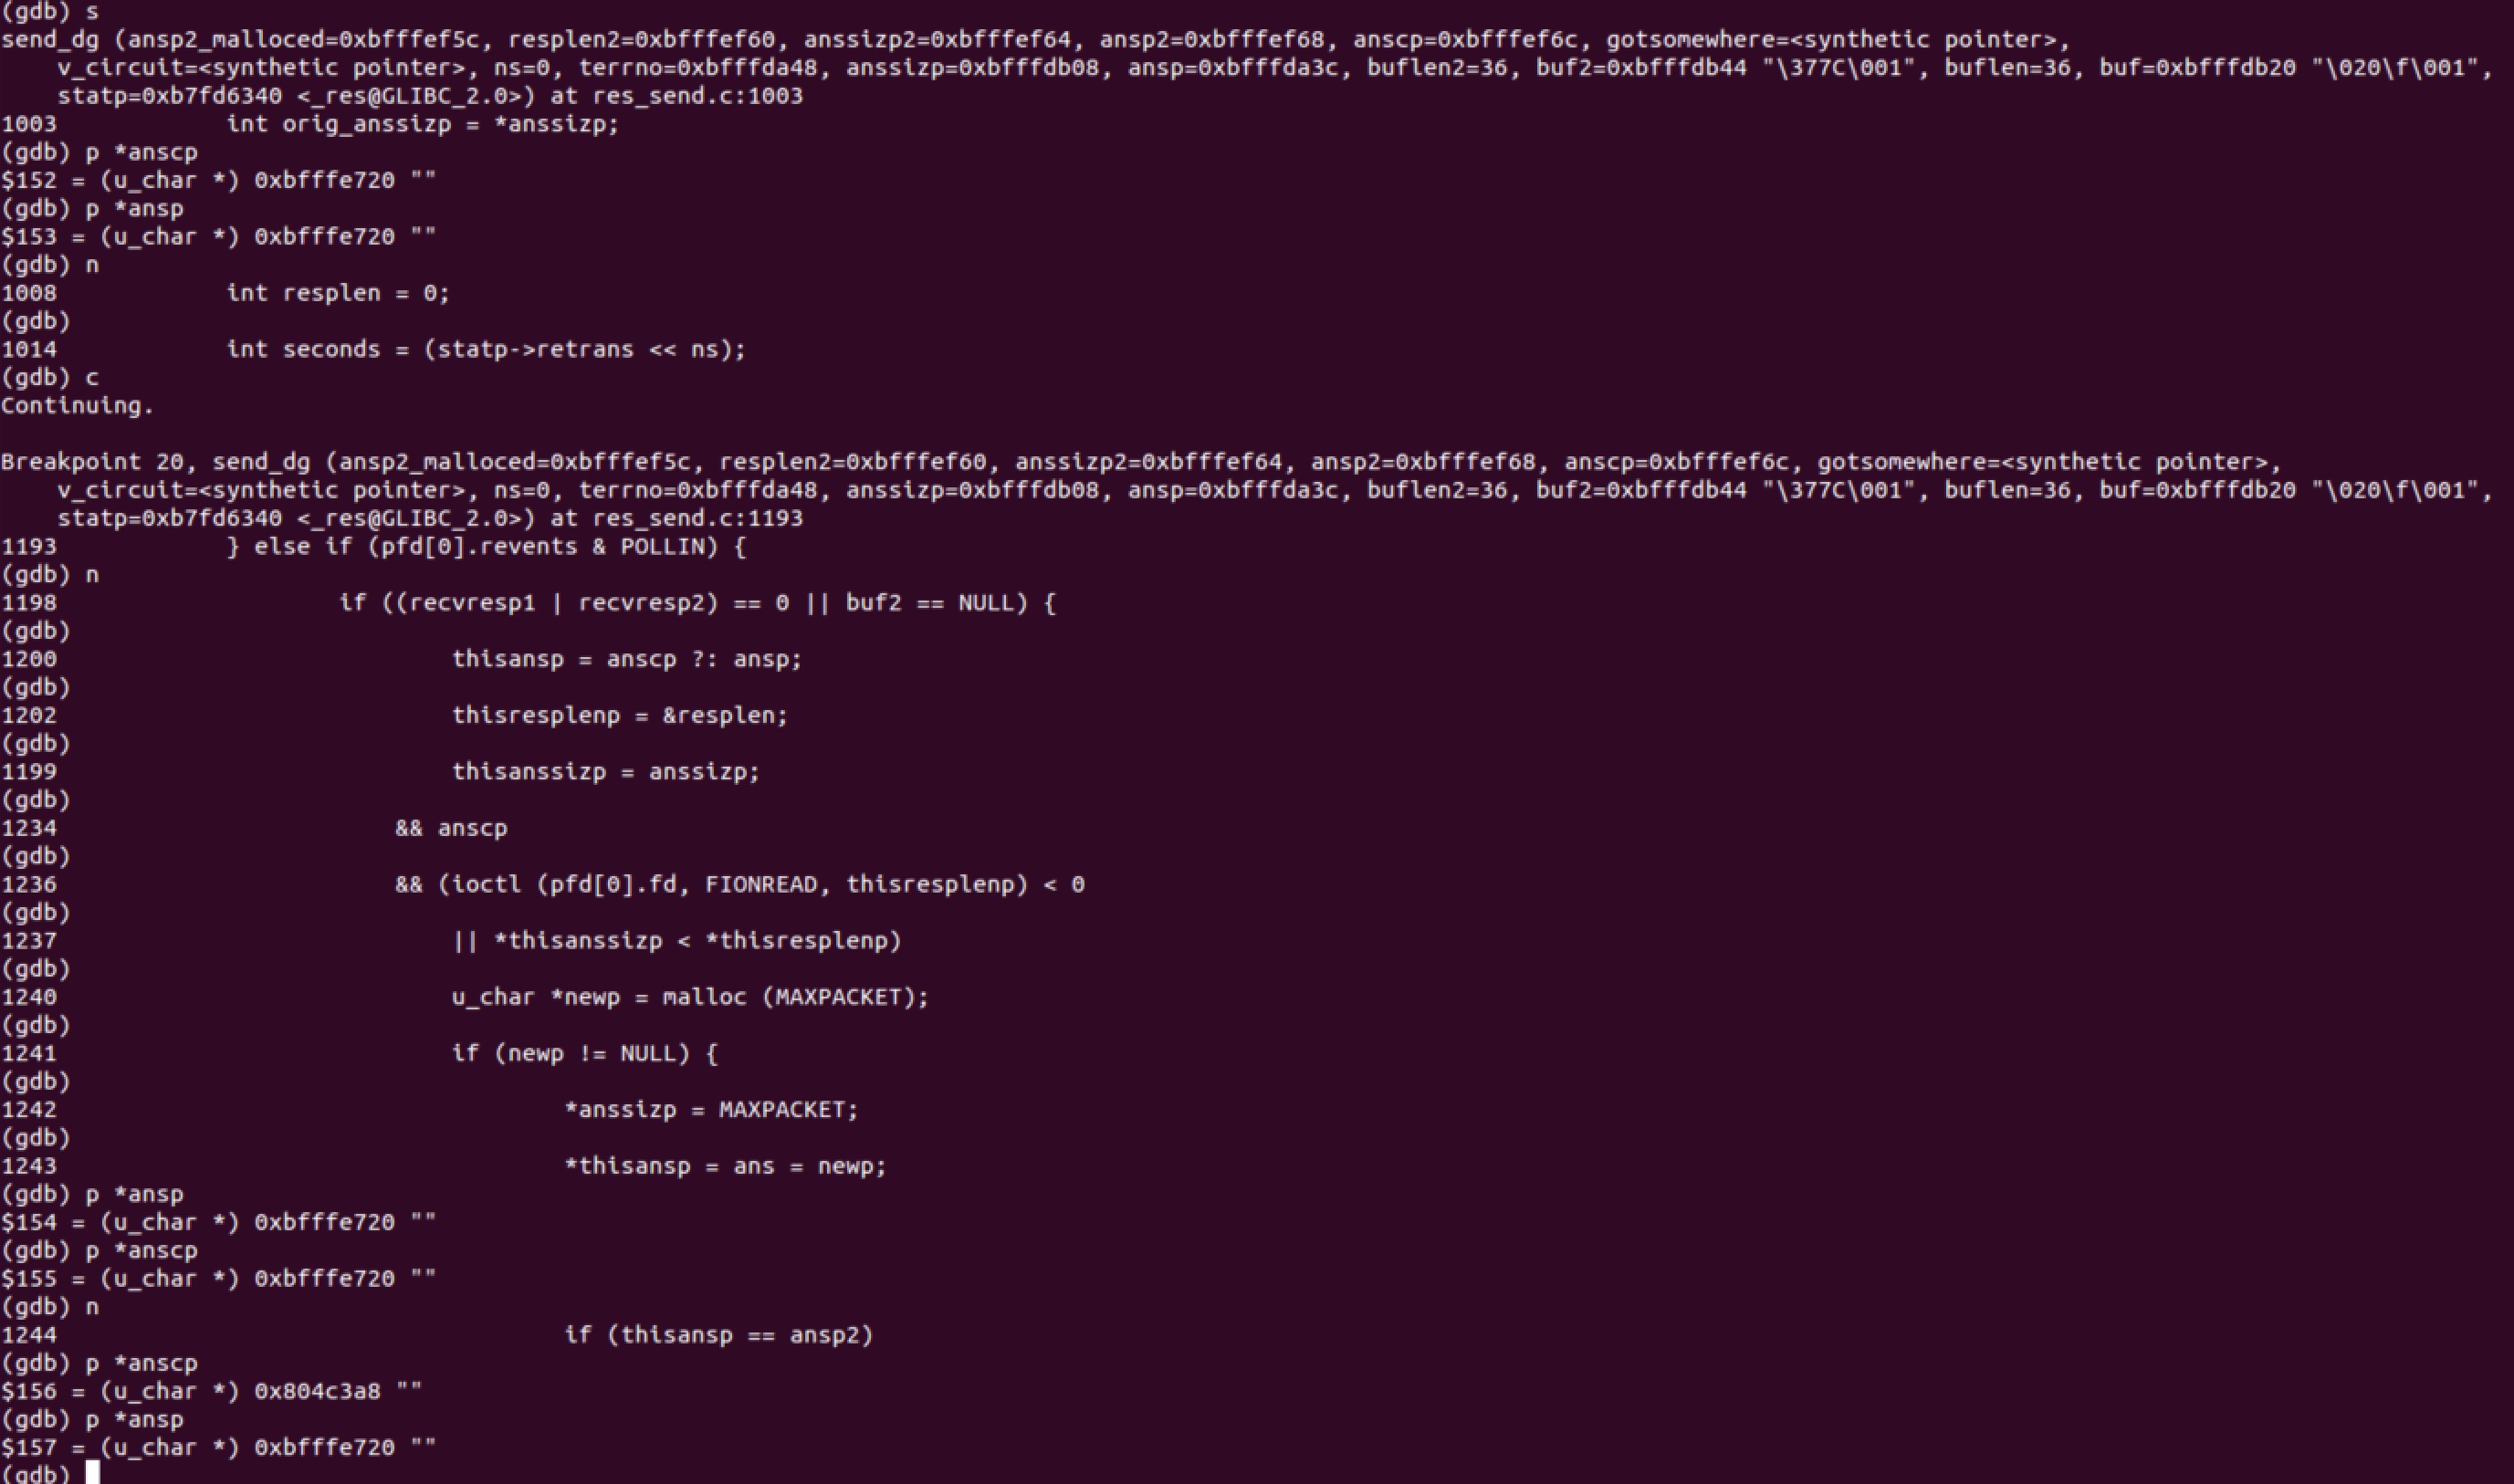 (gdb) s
send_dg (ansp2_malloced=0xbfffef5c, resplen2=0xbfffef60, anssizp2=0xbfffef64, ansp2=0xbfffef68, anscp=0xbfffef6c, gotsomewhere=<synthetic pointer>,
    v_circuit=<synthetic pointer>, ns=0, terrno=0xbfffda48, anssizp=0xbfffdb08, ansp=0xbfffda3c, buflen2=36, buf2=0xbfffdb44 "\377C\001", buflen=36, buf=0xbfffdb20 "\020\f\001",
    statp=0xb7fd6340 <_res@GLIBC_2.0>) at res_send.c:1003
1003            int orig_anssizp = *anssizp;
(gdb) p *anscp
$152 = (u_char *) 0xbfffe720 ""
(gdb) p *ansp
$153 = (u_char *) 0xbfffe720 ""
(gdb) n
1008            int resplen = 0;
(gdb)
1014            int seconds = (statp->retrans << ns);
(gdb) c
Continuing.

Breakpoint 20, send_dg (ansp2_malloced=0xbfffef5c, resplen2=0xbfffef60, anssizp2=0xbfffef64, ansp2=0xbfffef68, anscp=0xbfffef6c, gotsomewhere=<synthetic pointer>,
    v_circuit=<synthetic pointer>, ns=0, terrno=0xbfffda48, anssizp=0xbfffdb08, ansp=0xbfffda3c, buflen2=36, buf2=0xbfffdb44 "\377C\001", buflen=36, buf=0xbfffdb20 "\020\f\001",
    statp=0xb7fd6340 <_res@GLIBC_2.0>) at res_send.c:1193
1193            } else if (pfd[0].revents & POLLIN) {
(gdb) n
1198                    if ((recvresp1 | recvresp2) == 0 || buf2 == NULL) {
(gdb)
1200                            thisansp = anscp ?: ansp;
(gdb)
1202                            thisresplenp = &resplen;
(gdb)
1199                            thisanssizp = anssizp;
(gdb)
1234                        && anscp
(gdb)
1236                        && (ioctl (pfd[0].fd, FIONREAD, thisresplenp) < 0
(gdb)
1237                            || *thisanssizp < *thisresplenp)
(gdb)
1240                            u_char *newp = malloc (MAXPACKET);
(gdb)
1241                            if (newp != NULL) {
(gdb)
1242                                    *anssizp = MAXPACKET;
(gdb)
1243                                    *thisansp = ans = newp;
(gdb) p *ansp
$154 = (u_char *) 0xbfffe720 ""
(gdb) p *anscp
$155 = (u_char *) 0xbfffe720 ""
(gdb) n
1244                                    if (thisansp == ansp2)
(gdb) p *anscp
$156 = (u_char *) 0x804c3a8 ""
(gdb) p *ansp
$157 = (u_char *) 0xbfffe720 ""
(gdb)